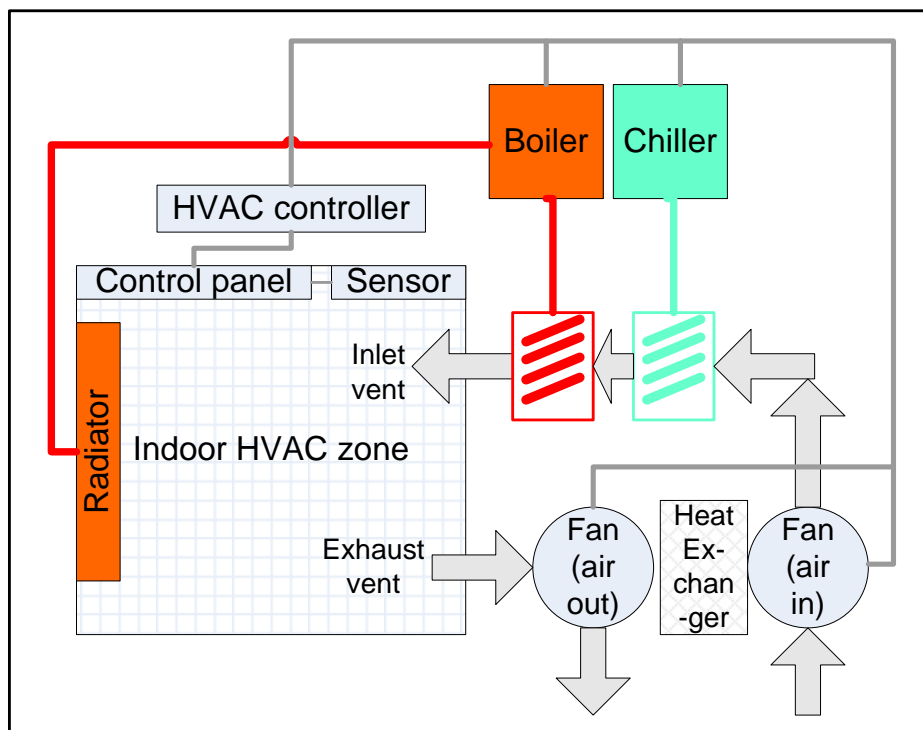 Boiler
Chiller
HVAC controller
Control panel
Sensor
Inlet
vent
Radiator
Indoor HVAC zone
Exhaust
vent
Fan
(air
out)
Heat
Ex-
chan
-ger
Fan
(air
in)